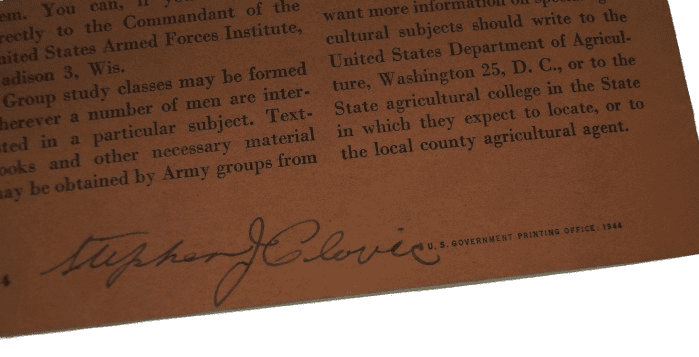 em. You can, if
rectly to the Commandant of the
nited States Armed Forces Institute,
adison 3, Wis.
Group study classes may be formed
herever a number of men are inter-
ted in a particular subject. Text-
ooks and other necessary material
ay be obtained by Army groups from
want more information on
cultural subjects should write to the
United States Department of Agricul-
ture, Washington 25, D. C., or to the
State agricultural college in the State
in which they expect to locate, or to
the local county agricultural agent.
Stephen J Clovic
U. S. GOVERNMENT PRINTING OFFICE: 1944
4